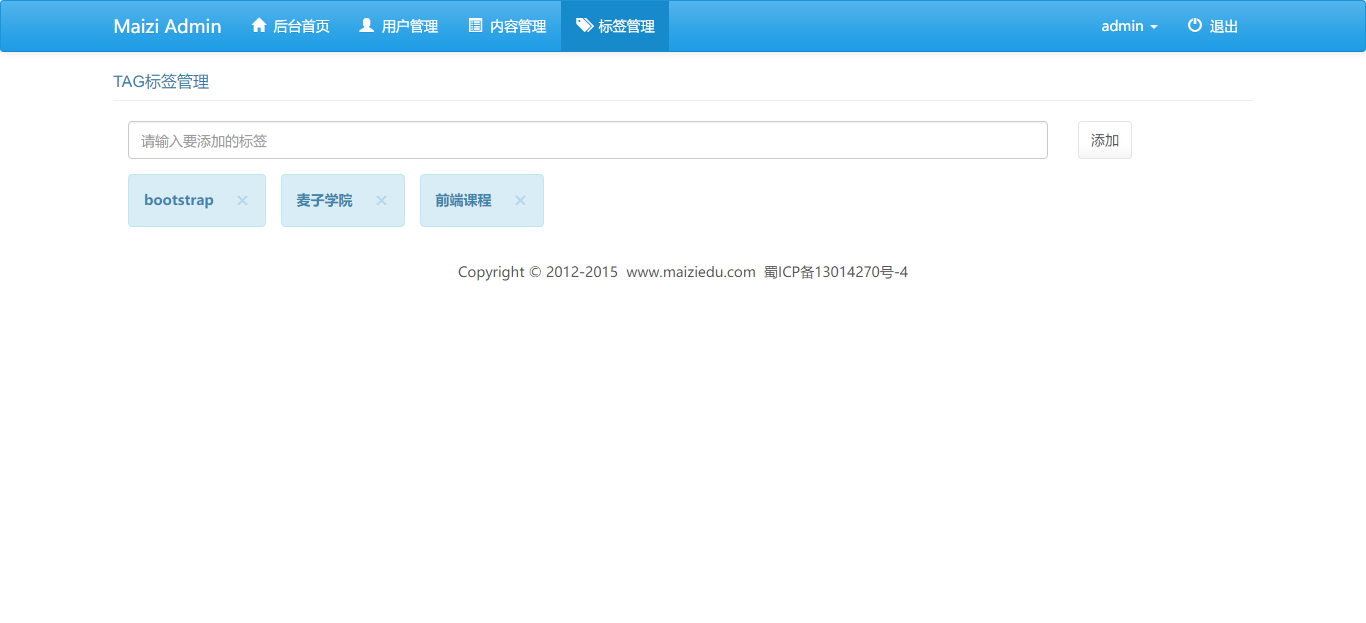 Maizi Admin 后台首页 用户管理 内容管理 标签管理 admin 退出
TAG标签管理
请输入要添加的标签 添加
bootstrap × 麦子学院 × 前端课程 ×
Copyright © 2012-2015 www.maiziedu.com 蜀ICP备13014270号-4